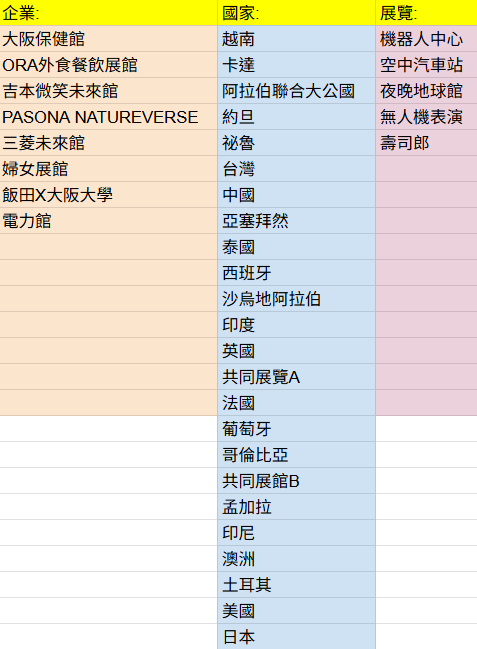 企業: 國家: 展覽:
大阪保健館 越南 機器人中心
ORA外食餐飲展館 卡達 空中汽車站
吉本微笑未來館 阿拉伯聯合大公國 夜晚地球館
PASONA NATUREVERSE 約旦 無人機表演
三菱未來館 祕魯 壽司郎
婦女展館 台灣
飯田X大阪大學 中國
電力館 亞塞拜然
泰國
西班牙
沙烏地阿拉伯
印度
英國
共同展覽A
法國
葡萄牙
哥倫比亞
共同展館B
孟加拉
印尼
澳洲
土耳其
美國
日本